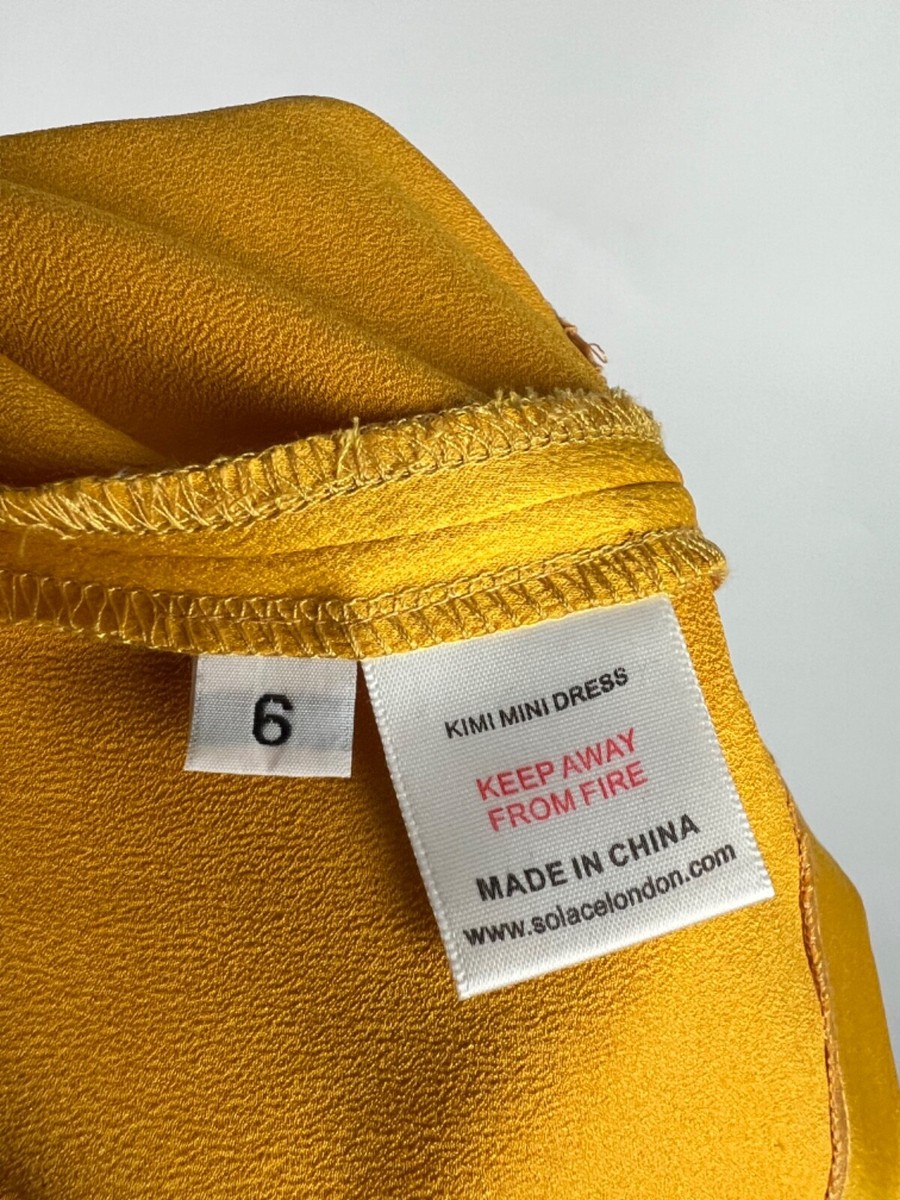 6
KIMI MINI DRESS
KEEP AWAY
FROM FIRE
MADE IN CHINA
www.solacelondon.com